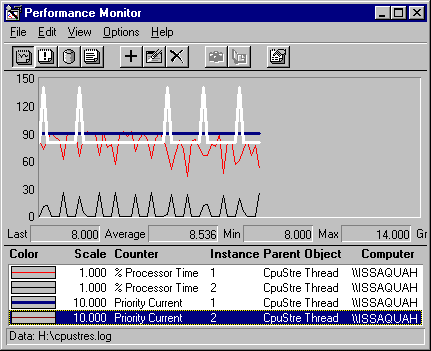 Performance Monitor
File Edit View Options Help
150
120
90
60
30
0
Last 8.000 Average 8.536 Min 8.000 Max 14.000 Gr
Color Scale Counter Instance Parent Object Computer
1.000 % Processor Time 1 CpuStre Thread \\ISSAQUAH
1.000 % Processor Time 2 CpuStre Thread \\ISSAQUAH
10.000 Priority Current 1 CpuStre Thread \\ISSAQUAH
10.000 Priority Current 2 CpuStre Thread \\ISSAQUAH
Data: H:\cpustres.log